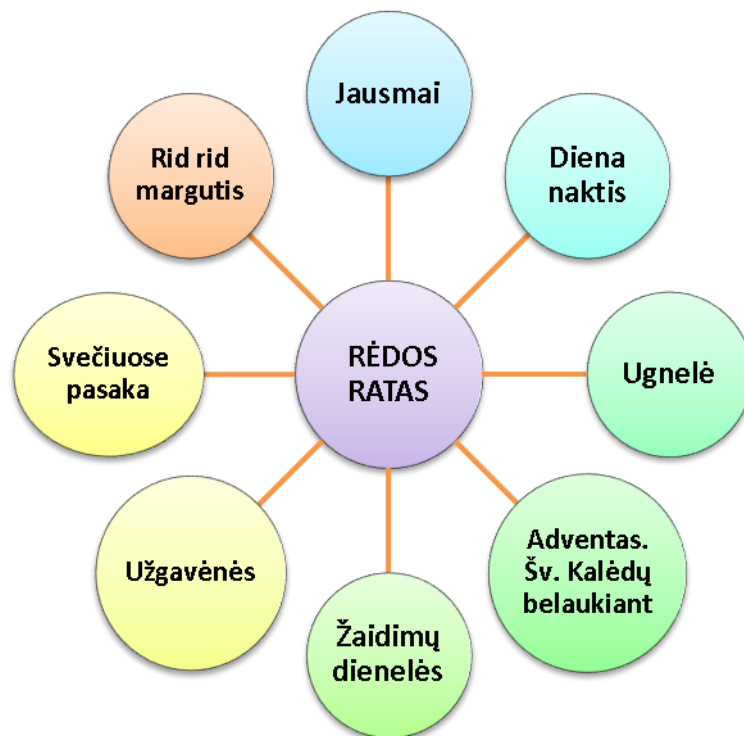 Jausmai
Diena
naktis
Ugnelė
Adventas.
Šv. Kalėdų
belaukiant
Žaidimų
dienelės
Užgavėnės
Svečiuose
pasaka
Rid rid
margutis
RĖDOS
RATAS